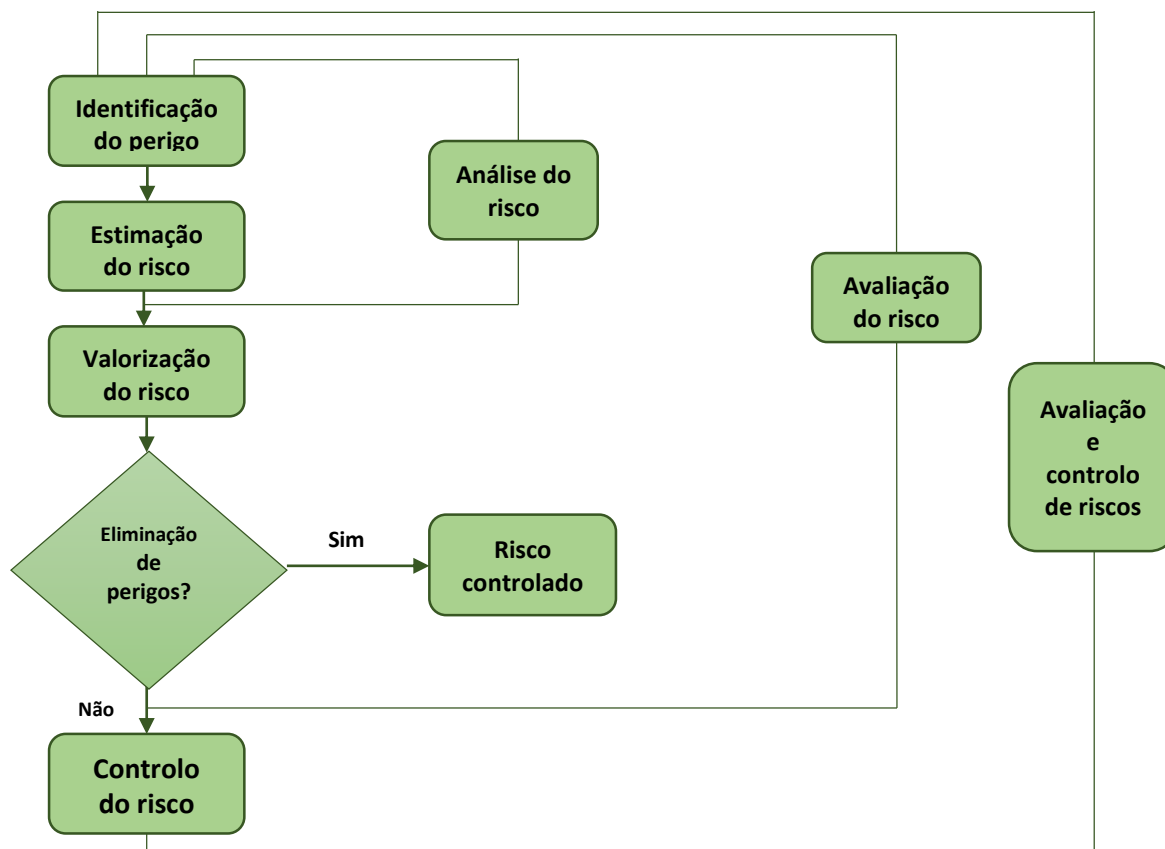 Identificação
do perigo
Análise do
risco
Estimação
do risco
Avaliação
do risco
Valorização
do risco
Avaliação
e
controlo
de riscos
Eliminação
de
perigos?
Sim
Risco
controlado
Não
Controlo
do risco